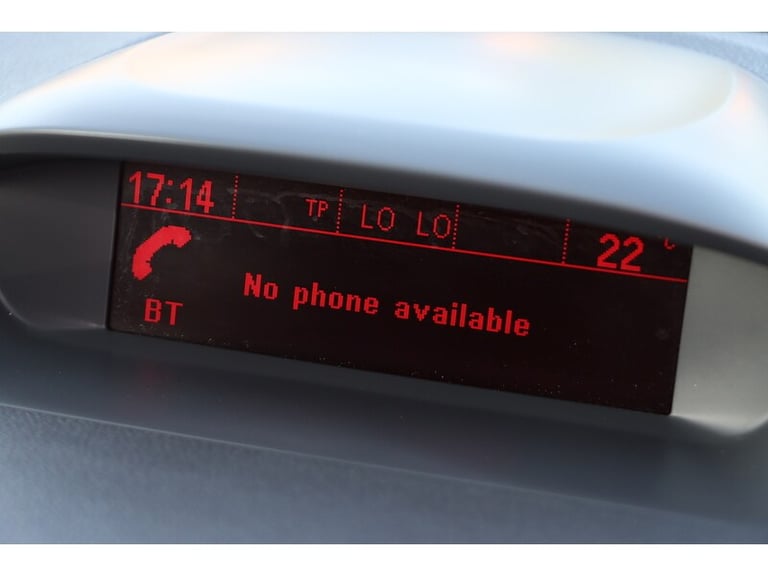 17:14 TP LO LO 22 °C
No phone available
BT